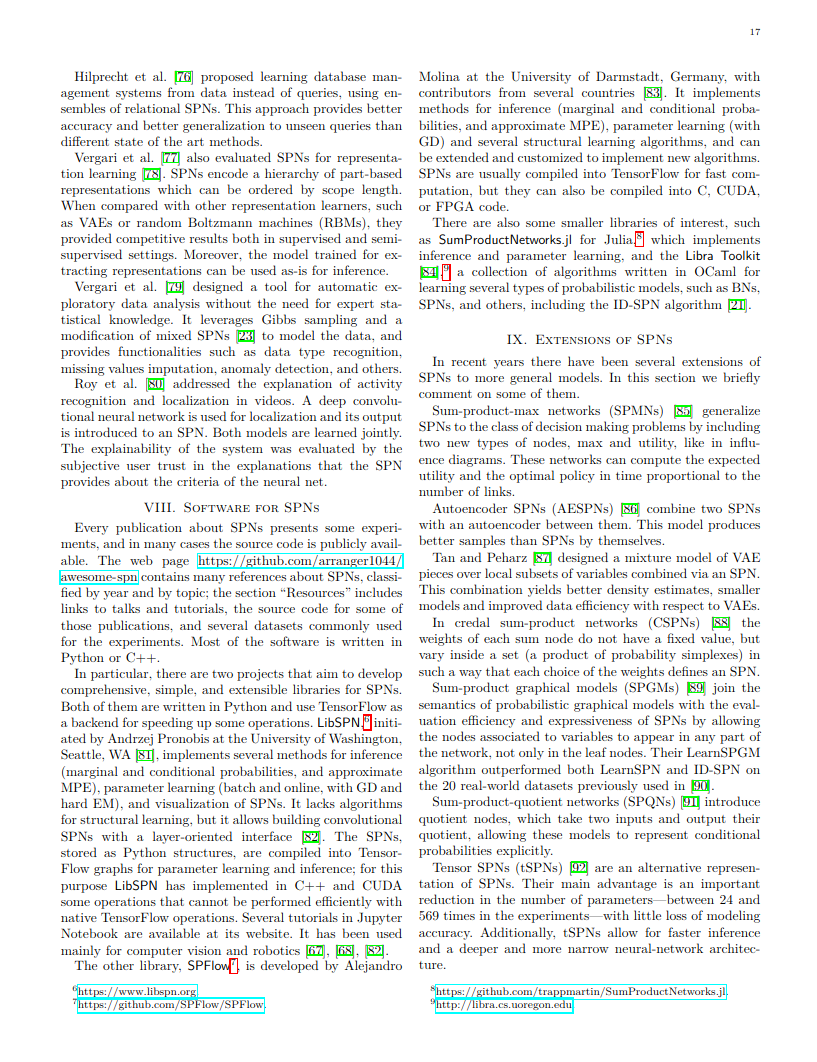 17
Hilprecht et al. [76] proposed learning database man-
agement systems from data instead of queries, using en-
sembles of relational SPNs. This approach provides better
accuracy and better generalization to unseen queries than
different state of the art methods.
Vergari et al. [77] also evaluated SPNs for representa-
tion learning [78]. SPNs encode a hierarchy of part-based
representations which can be ordered by scope length.
When compared with other representation learners, such
as VAEs or random Boltzmann machines (RBMs), they
provided competitive results both in supervised and semi-
supervised settings. Moreover, the model trained for ex-
tracting representations can be used as-is for inference.
Vergari et al. [79] designed a tool for automatic ex-
ploratory data analysis without the need for expert sta-
tistical knowledge. It leverages Gibbs sampling and a
modification of mixed SPNs [23] to model the data, and
provides functionalities such as data type recognition,
missing values imputation, anomaly detection, and others.
Roy et al. [80] addressed the explanation of activity
recognition and localization in videos. A deep convolu-
tional neural network is used for localization and its output
is introduced to an SPN. Both models are learned jointly.
The explainability of the system was evaluated by the
subjective user trust in the explanations that the SPN
provides about the criteria of the neural net.
VIII. Software for SPNs
Every publication about SPNs presents some experi-
ments, and in many cases the source code is publicly avail-
able. The web page https://github.com/arranger1044/
awesome-spn contains many references about SPNs, classi-
fied by year and by topic; the section “Resources” includes
links to talks and tutorials, the source code for some of
those publications, and several datasets commonly used
for the experiments. Most of the software is written in
Python or C++.
In particular, there are two projects that aim to develop
comprehensive, simple, and extensible libraries for SPNs.
Both of them are written in Python and use TensorFlow as
a backend for speeding up some operations. LibSPN,6 initi-
ated by Andrzej Pronobis at the University of Washington,
Seattle, WA [81], implements several methods for inference
(marginal and conditional probabilities, and approximate
MPE), parameter learning (batch and online, with GD and
hard EM), and visualization of SPNs. It lacks algorithms
for structural learning, but it allows building convolutional
SPNs with a layer-oriented interface [82]. The SPNs,
stored as Python structures, are compiled into Tensor-
Flow graphs for parameter learning and inference; for this
purpose LibSPN has implemented in C++ and CUDA
some operations that cannot be performed efficiently with
native TensorFlow operations. Several tutorials in Jupyter
Notebook are available at its website. It has been used
mainly for computer vision and robotics [67], [68], [82].
The other library, SPFlow7, is developed by Alejandro
6https://www.libspn.org.
7https://github.com/SPFlow/SPFlow.
Molina at the University of Darmstadt, Germany, with
contributors from several countries [83]. It implements
methods for inference (marginal and conditional proba-
bilities, and approximate MPE), parameter learning (with
GD) and several structural learning algorithms, and can
be extended and customized to implement new algorithms.
SPNs are usually compiled into TensorFlow for fast com-
putation, but they can also be compiled into C, CUDA,
or FPGA code.
There are also some smaller libraries of interest, such
as SumProductNetworks.jl for Julia,8 which implements
inference and parameter learning, and the Libra Toolkit
[84],9 a collection of algorithms written in OCaml for
learning several types of probabilistic models, such as BNs,
SPNs, and others, including the ID-SPN algorithm [21].
IX. Extensions of SPNs
In recent years there have been several extensions of
SPNs to more general models. In this section we briefly
comment on some of them.
Sum-product-max networks (SPMNs) [85] generalize
SPNs to the class of decision making problems by including
two new types of nodes, max and utility, like in influ-
ence diagrams. These networks can compute the expected
utility and the optimal policy in time proportional to the
number of links.
Autoencoder SPNs (AESPNs) [86] combine two SPNs
with an autoencoder between them. This model produces
better samples than SPNs by themselves.
Tan and Peharz [87] designed a mixture model of VAE
pieces over local subsets of variables combined via an SPN.
This combination yields better density estimates, smaller
models and improved data efficiency with respect to VAEs.
In credal sum-product networks (CSPNs) [88] the
weights of each sum node do not have a fixed value, but
vary inside a set (a product of probability simplexes) in
such a way that each choice of the weights defines an SPN.
Sum-product graphical models (SPGMs) [89] join the
semantics of probabilistic graphical models with the eval-
uation efficiency and expressiveness of SPNs by allowing
the nodes associated to variables to appear in any part of
the network, not only in the leaf nodes. Their LearnSPGM
algorithm outperformed both LearnSPN and ID-SPN on
the 20 real-world datasets previously used in [90].
Sum-product-quotient networks (SPQNs) [91] introduce
quotient nodes, which take two inputs and output their
quotient, allowing these models to represent conditional
probabilities explicitly.
Tensor SPNs (tSPNs) [92] are an alternative represen-
tation of SPNs. Their main advantage is an important
reduction in the number of parameters—between 24 and
569 times in the experiments—with little loss of modeling
accuracy. Additionally, tSPNs allow for faster inference
and a deeper and more narrow neural-network architec-
ture.
8https://github.com/trappmartin/SumProductNetworks.jl.
9http://libra.cs.uoregon.edu.